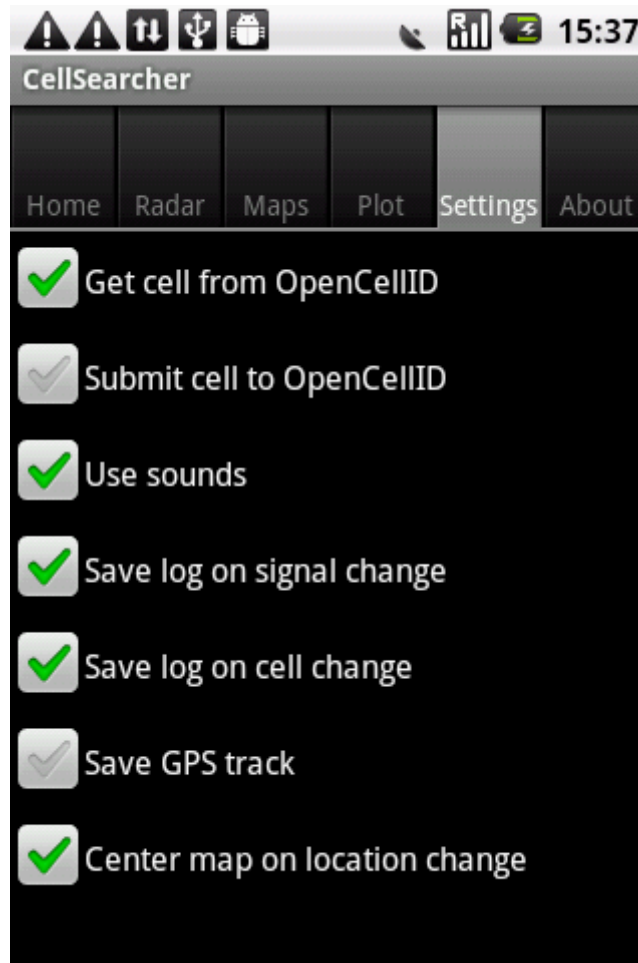 R 15:37
CellSearcher
Home Radar Maps Plot Settings About
Get cell from OpenCellID
Submit cell to OpenCellID
Use sounds
Save log on signal change
Save log on cell change
Save GPS track
Center map on location change